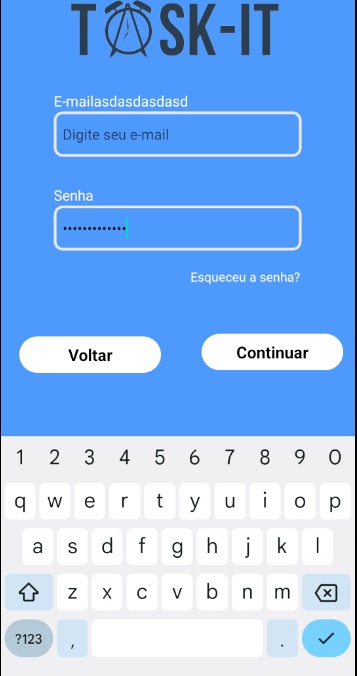 TASK-IT
E-mailasdasdasdasd
Digite seu e-mail
Senha
•••••••••••••
Esqueceu a senha?
Voltar Continuar
1 2 3 4 5 6 7 8 9 0
q w e r t y u i o p
a s d f g h j k l
z x c v b n m
?123 , .